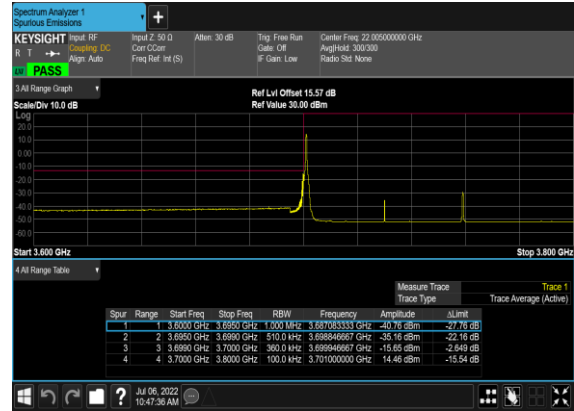 Spectrum Analyzer 1
Spurious Emissions
+
KEYSIGHT Input: RF Input Z: 50 Ω Atten: 30 dB Trig: Free Run Center Freq: 22.005000000 GHz
R T Coupling: DC Corr CCorr Gate: Off Avg|Hold: 300/300
Align: Auto Freq Ref: Int (S) IF Gain: Low Radio Std: None
PASS
3 All Range Graph
Ref Lvl Offset 15.57 dB
Scale/Div 10.0 dB Ref Value 30.00 dBm
Log
20.0
10.0
0.00
-10.0
-20.0
-30.0
-40.0
-50.0
-60.0
Start 3.600 GHz Stop 3.800 GHz
4 All Range Table
Measure Trace Trace 1
Trace Type Trace Average (Active)
Spur Range Start Freq Stop Freq RBW Frequency Amplitude ΔLimit
1 1 3.6000 GHz 3.6950 GHz 1.000 MHz 3.687083333 GHz -40.76 dBm -27.76 dB
2 2 3.6950 GHz 3.6990 GHz 510.0 kHz 3.698846667 GHz -35.16 dBm -22.16 dB
3 3 3.6990 GHz 3.7000 GHz 360.0 kHz 3.699946667 GHz -15.65 dBm -2.649 dB
4 4 3.7000 GHz 3.8000 GHz 100.0 kHz 3.701000000 GHz 14.46 dBm -15.54 dB
? Jul 06, 2022
10:47:36 AM